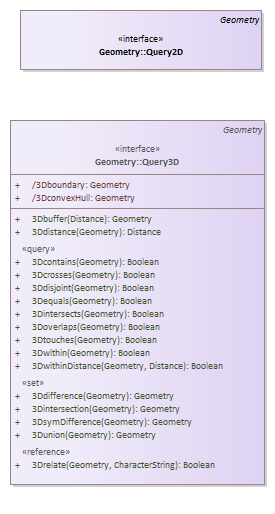 Geometry
«interface»
Geometry::Query2D
Geometry
«interface»
Geometry::Query3D
+ /3Dboundary: Geometry
+ /3DconvexHull: Geometry
+ 3Dbuffer(Distance): Geometry
+ 3Ddistance(Geometry): Distance
«query»
+ 3Dcontains(Geometry): Boolean
+ 3Dcrosses(Geometry): Boolean
+ 3Ddisjoint(Geometry): Boolean
+ 3Dequals(Geometry): Boolean
+ 3Dintersects(Geometry): Boolean
+ 3Doverlaps(Geometry): Boolean
+ 3Dtouches(Geometry): Boolean
+ 3Dwithin(Geometry): Boolean
+ 3DwithinDistance(Geometry, Distance): Boolean
«set»
+ 3Ddifference(Geometry): Geometry
+ 3Dintersection(Geometry): Geometry
+ 3DsymDifference(Geometry): Geometry
+ 3Dunion(Geometry): Geometry
«reference»
+ 3Drelate(Geometry, CharacterString): Boolean